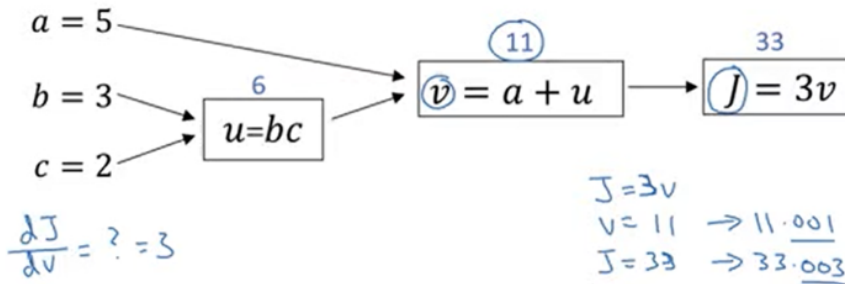 a = 5
11
33
b = 3
6
v = a + u
J = 3v
u=bc
c = 2
J = 3v
dJ/dv = ? = 3
v = 11 → 11.001
J = 33 → 33.003